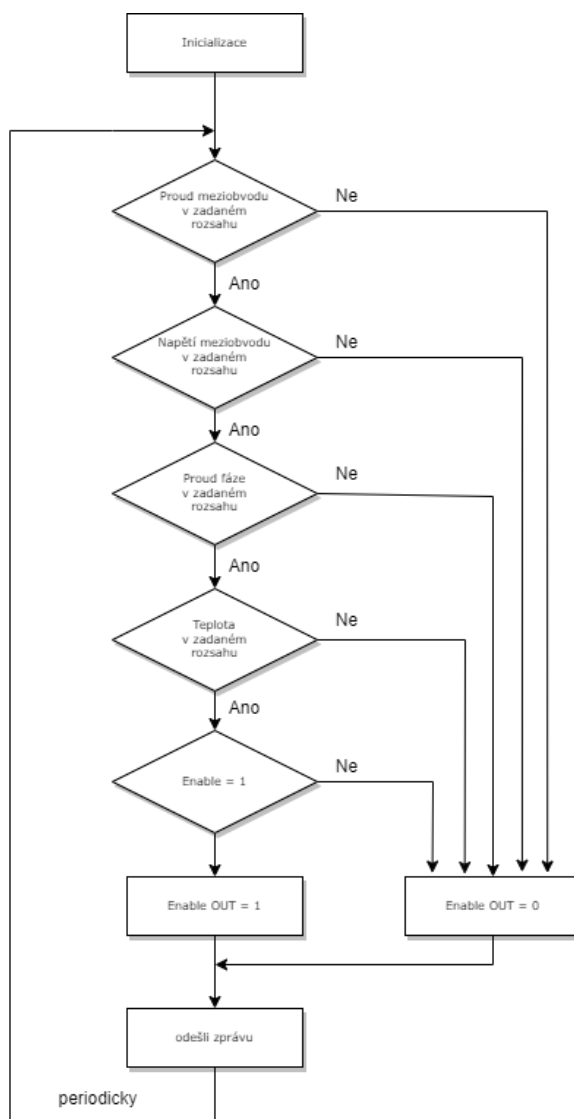 Inicializace
Proud meziobvodu
v zadaném
rozsahu
Ne
Ano
Napětí meziobvodu
v zadaném
rozsahu
Ne
Ano
Proud fáze
v zadaném
rozsahu
Ne
Ano
Teplota
v zadaném
rozsahu
Ne
Ano
Enable = 1
Ne
Enable OUT = 1
Enable OUT = 0
odešli zprávu
periodicky